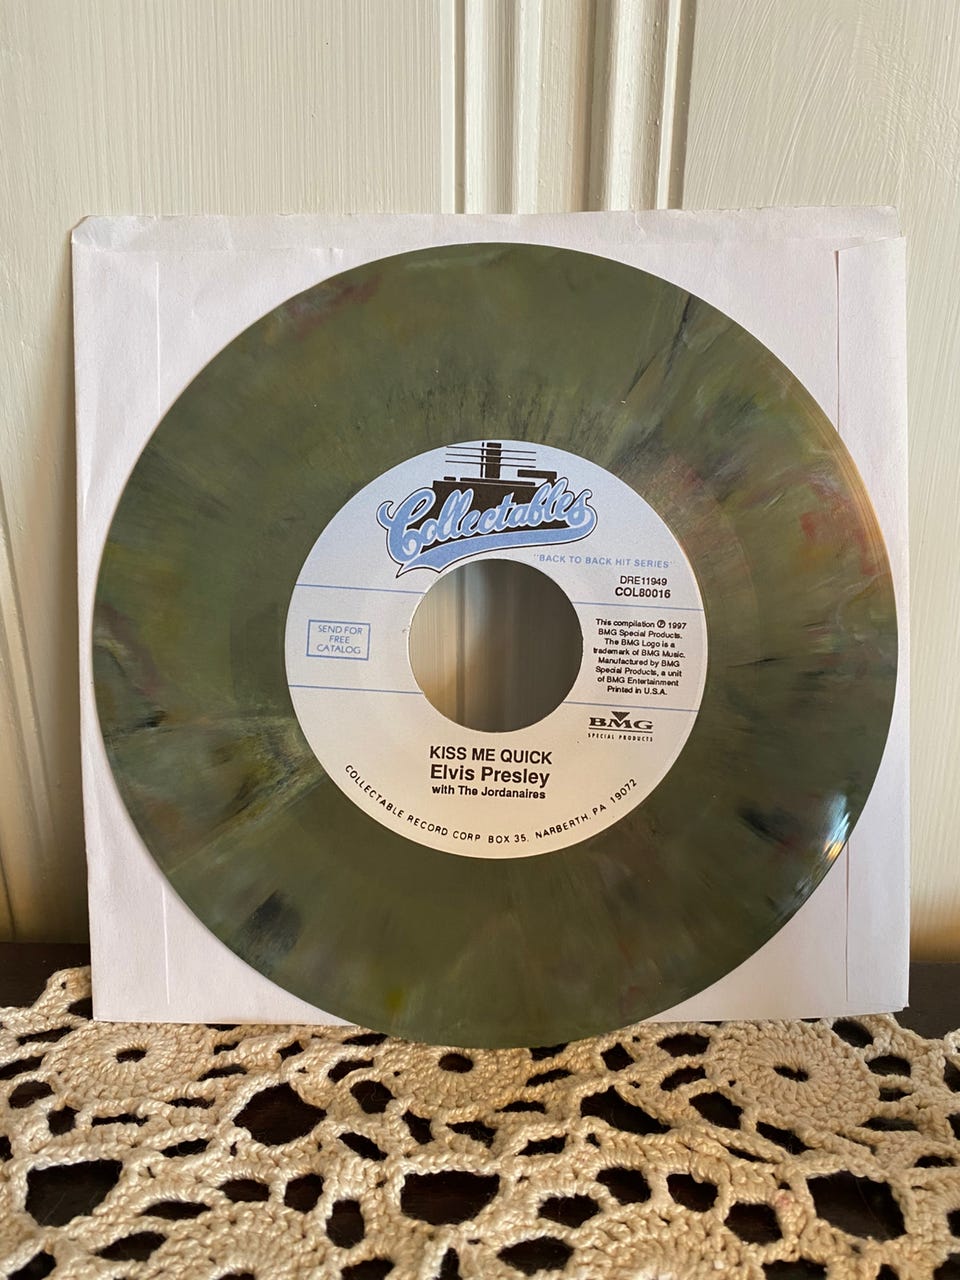 Collectables
"BACK TO BACK HIT SERIES"
DRE11949
COL80016
SEND FOR
FREE
CATALOG
This compilation ℗ 1997
BMG Special Products.
The BMG Logo is a
trademark of BMG Music.
Manufactured by BMG
Special Products, a unit
of BMG Entertainment
Printed in U.S.A.
BMG
SPECIAL PRODUCTS
KISS ME QUICK
Elvis Presley
with The Jordanaires
COLLECTABLE RECORD CORP BOX 35, NARBERTH, PA 19072